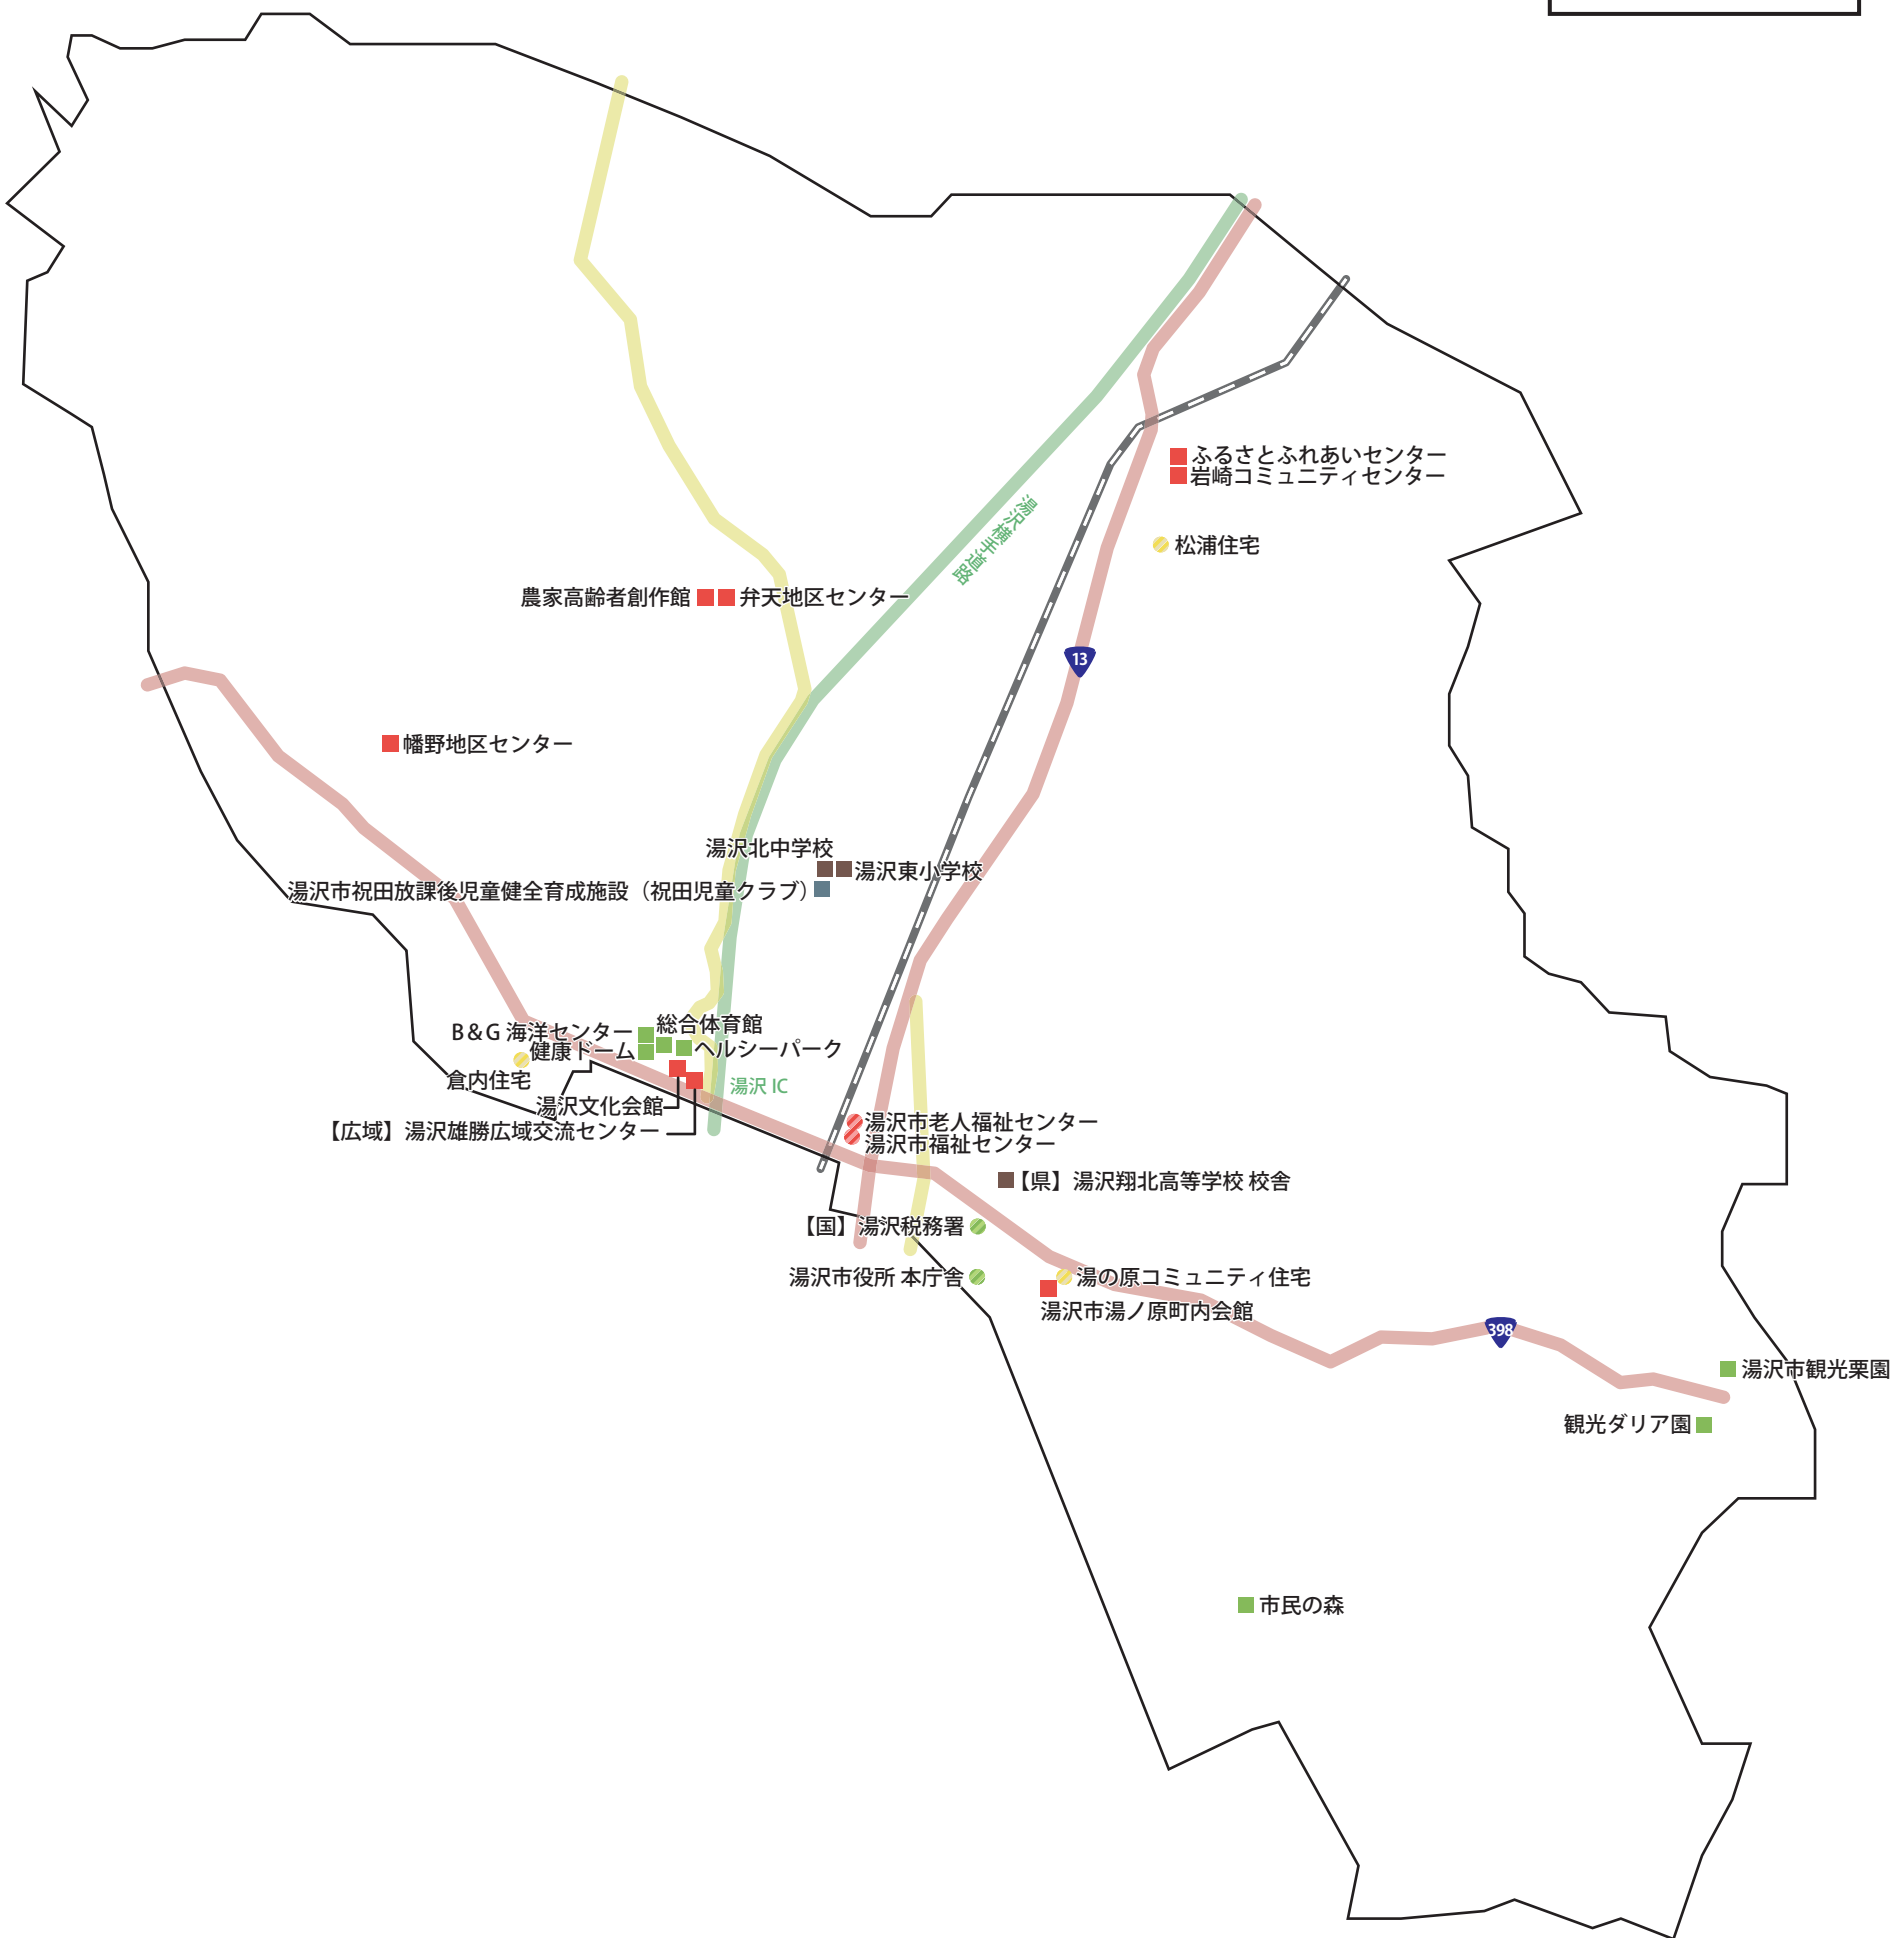 ふるさとふれあいセンター
岩崎コミュニティセンター
湯沢横手道路
松浦住宅
農家高齢者創作館
弁天地区センター
13
幡野地区センター
湯沢北中学校
湯沢東小学校
湯沢市祝田放課後児童健全育成施設（祝田児童クラブ）
総合体育館
B&G 海洋センター
ヘルシーパーク
健康ドーム
倉内住宅
湯沢 IC
湯沢文化会館
【広域】湯沢雄勝広域交流センター
湯沢市老人福祉センター
湯沢市福祉センター
【県】湯沢翔北高等学校 校舎
【国】湯沢税務署
湯沢市役所 本庁舎
湯の原コミュニティ住宅
湯沢市湯ノ原町内会館
398
湯沢市観光栗園
観光ダリア園
市民の森